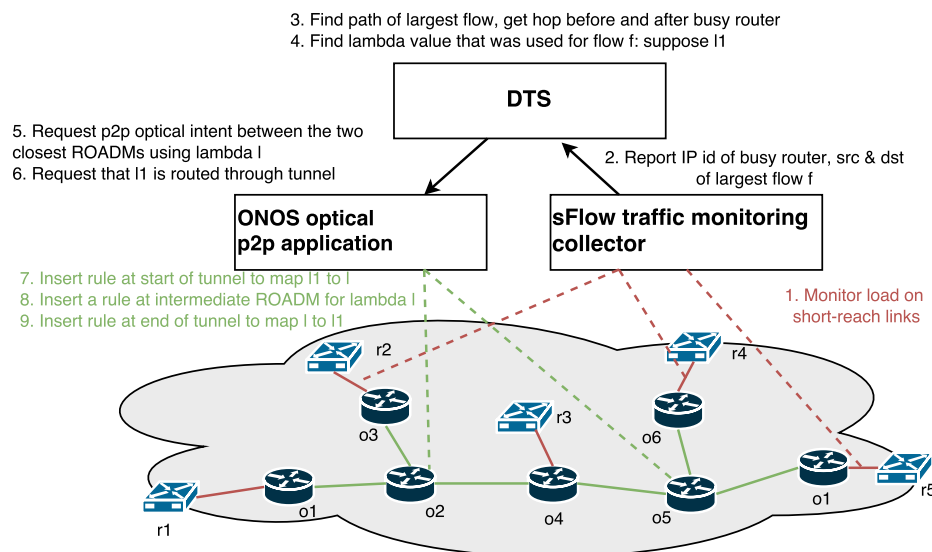 3. Find path of largest flow, get hop before and after busy router
4. Find lambda value that was used for flow f: suppose l1
DTS
5. Request p2p optical intent between the two
closest ROADMs using lambda l
6. Request that l1 is routed through tunnel
2. Report IP id of busy router, src & dst
of largest flow f
ONOS optical
p2p application
sFlow traffic monitoring
collector
7. Insert rule at start of tunnel to map l1 to l
8. Insert a rule at intermediate ROADM for lambda l
9. Insert rule at end of tunnel to map l to l1
1. Monitor load on
short-reach links
r2
r4
r3
o3
o6
r5
o1
o2
o4
o5
o1
r1